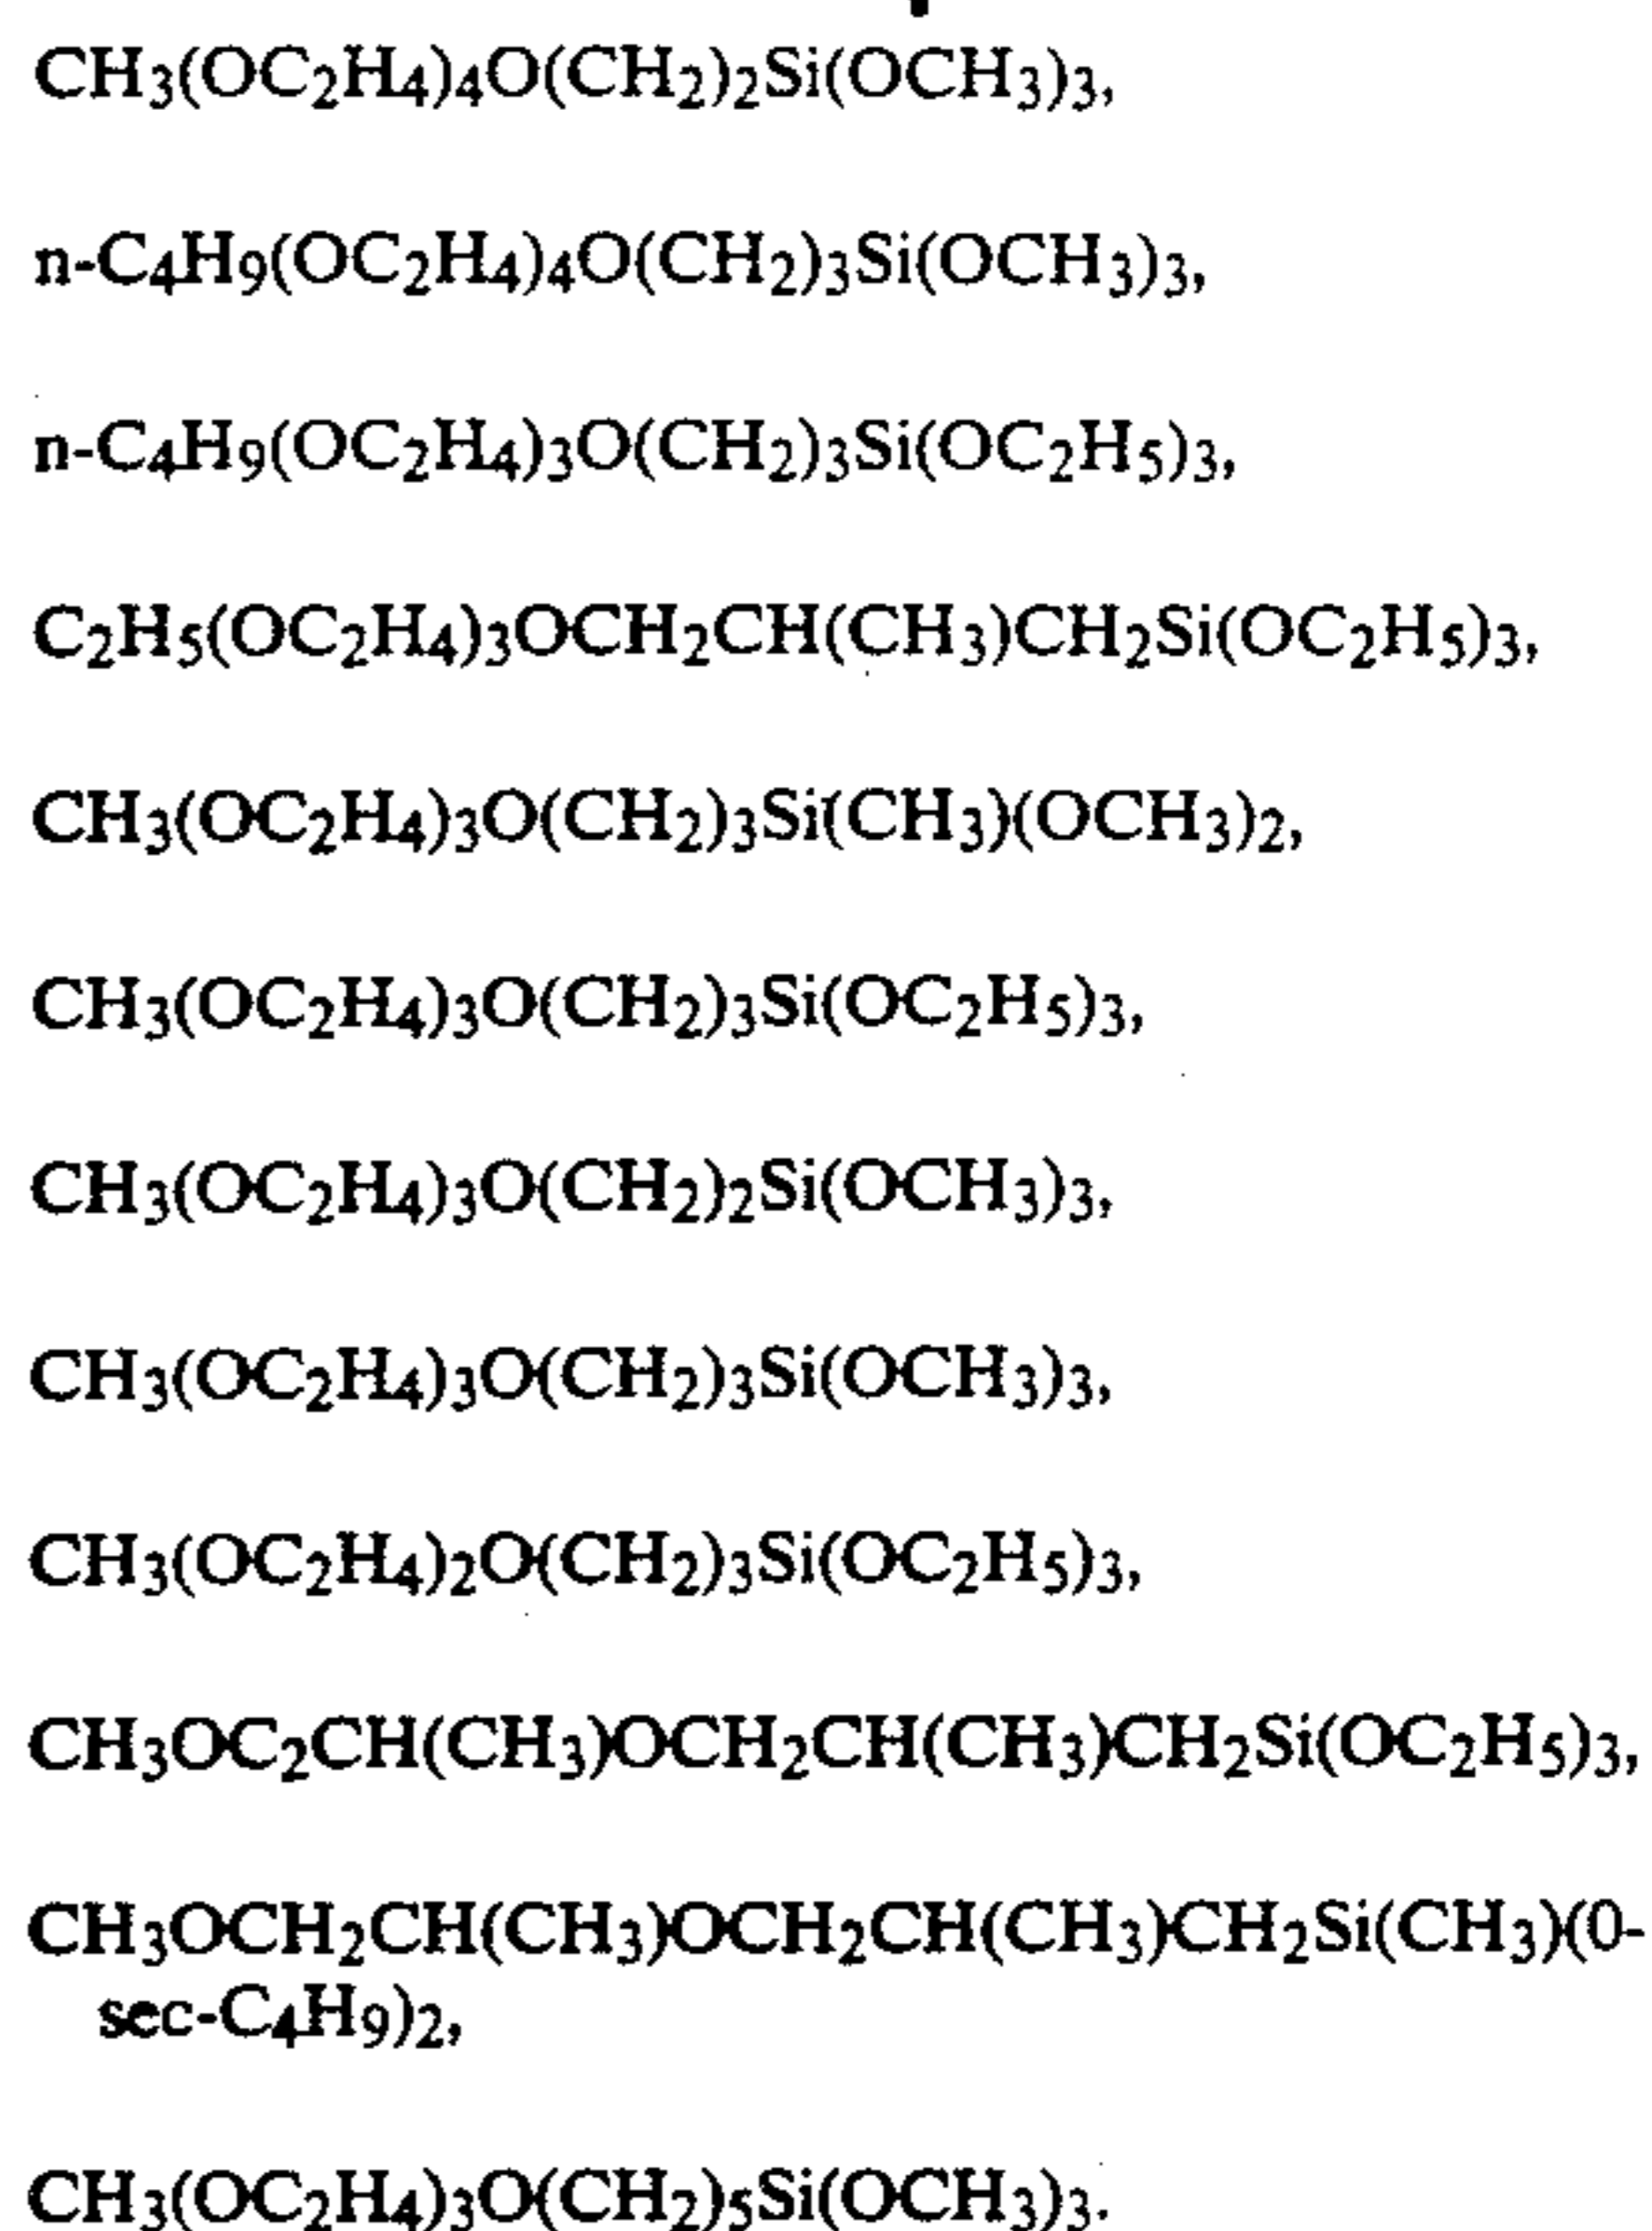 CH₃(OC₂H₄)₄O(CH₂)₂Si(OCH₃)₃,
n-C₄H₉(OC₂H₄)₄O(CH₂)₃Si(OCH₃)₃,
n-C₄H₉(OC₂H₄)₃O(CH₂)₃Si(OC₂H₅)₃,
C₂H₅(OC₂H₄)₃OCH₂CH(CH₃)CH₂Si(OC₂H₅)₃,
CH₃(OC₂H₄)₃O(CH₂)₃Si(CH₃)(OCH₃)₂,
CH₃(OC₂H₄)₃O(CH₂)₃Si(OC₂H₅)₃,
CH₃(OC₂H₄)₃O(CH₂)₂Si(OCH₃)₃,
CH₃(OC₂H₄)₃O(CH₂)₃Si(OCH₃)₃,
CH₃(OC₂H₄)₂O(CH₂)₃Si(OC₂H₅)₃,
CH₃OC₂CH(CH₃)OCH₂CH(CH₃)CH₂Si(OC₂H₅)₃,
CH₃OCH₂CH(CH₃)OCH₂CH(CH₃)CH₂Si(CH₃)(0-
sec-C₄H₉)₂,
CH₃(OC₂H₄)₃O(CH₂)₅Si(OCH₃)₃.